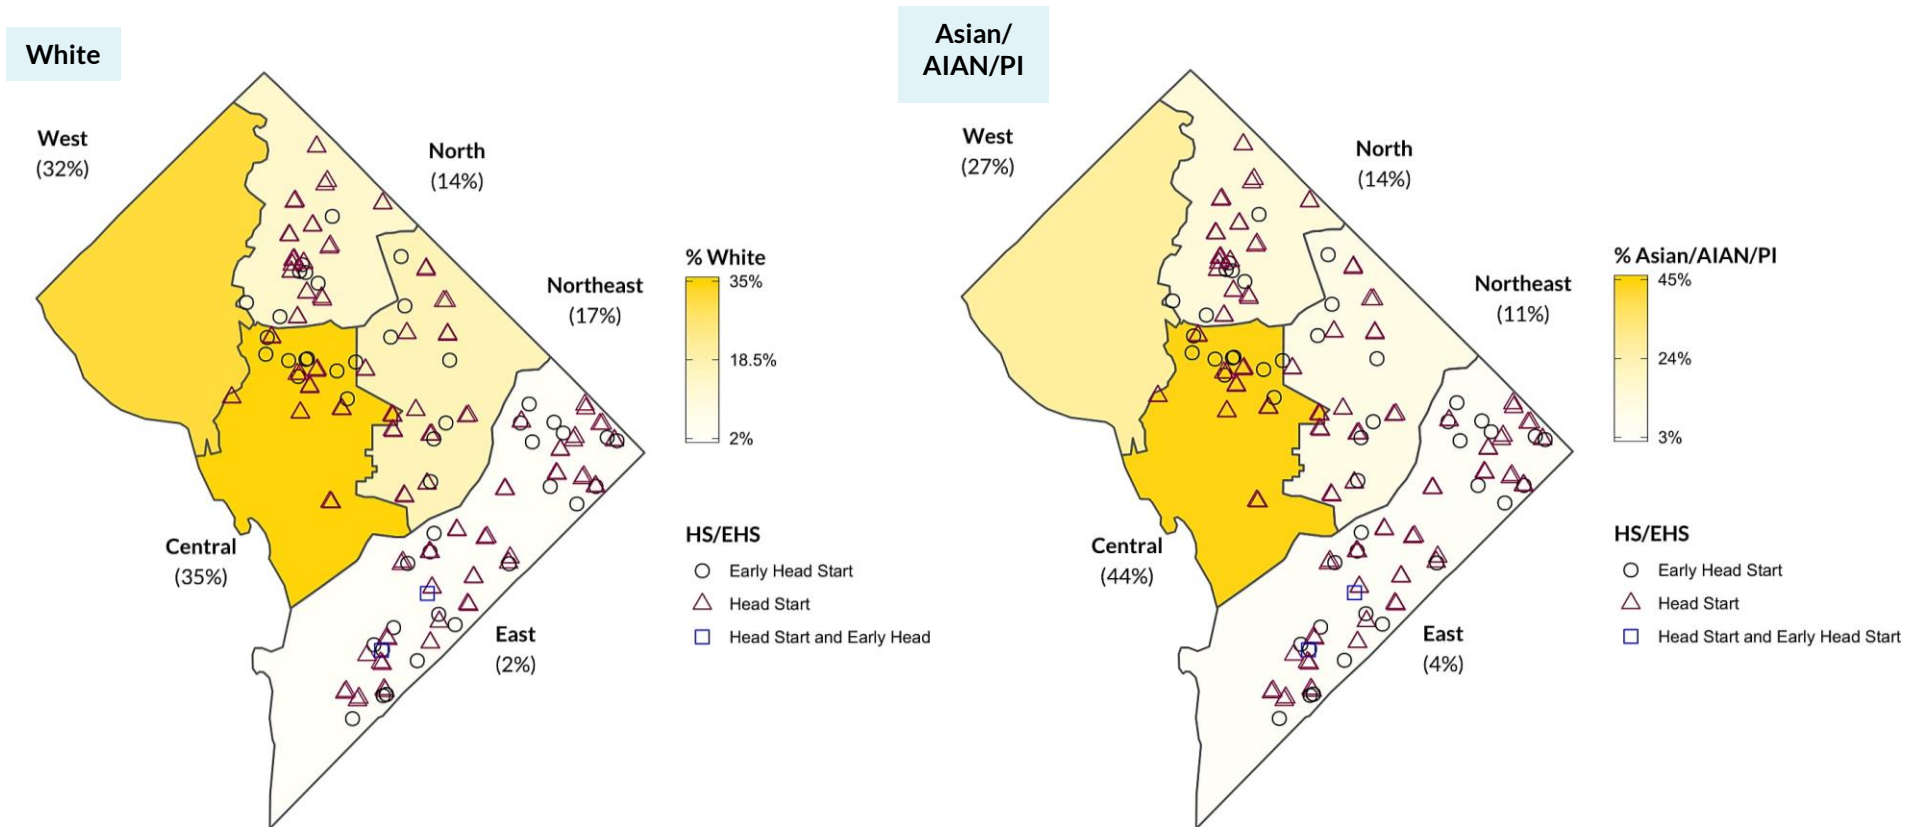 White
West
(32%)
North
(14%)
Northeast
(17%)
Central
(35%)
East
(2%)
% White
35%
18.5%
2%
HS/EHS
Early Head Start
Head Start
Head Start and Early Head
Asian/
AIAN/PI
West
(27%)
North
(14%)
Northeast
(11%)
Central
(44%)
East
(4%)
% Asian/AIAN/PI
45%
24%
3%
HS/EHS
Early Head Start
Head Start
Head Start and Early Head Start